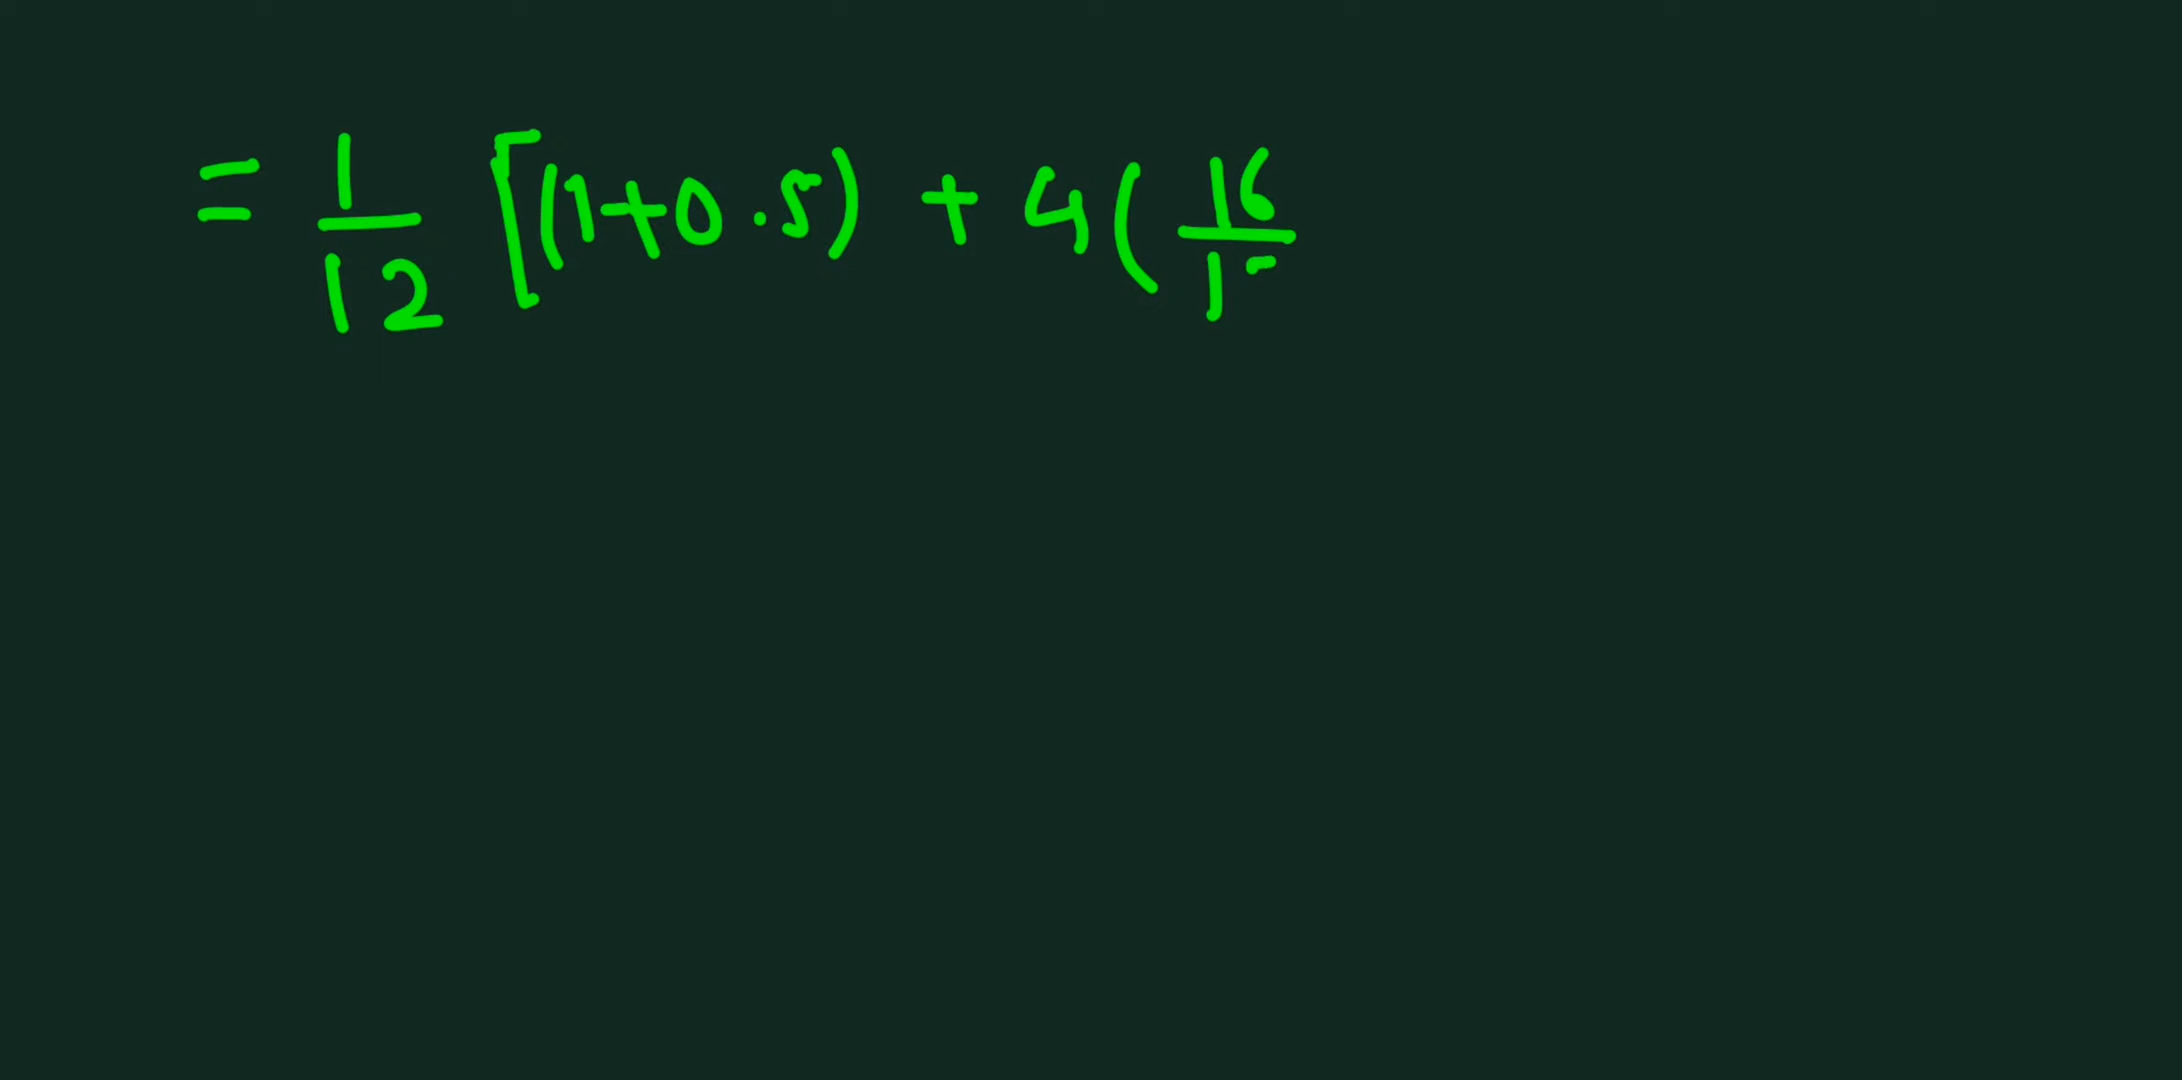 = 1/12 [(1+0.5) + 4(16/1